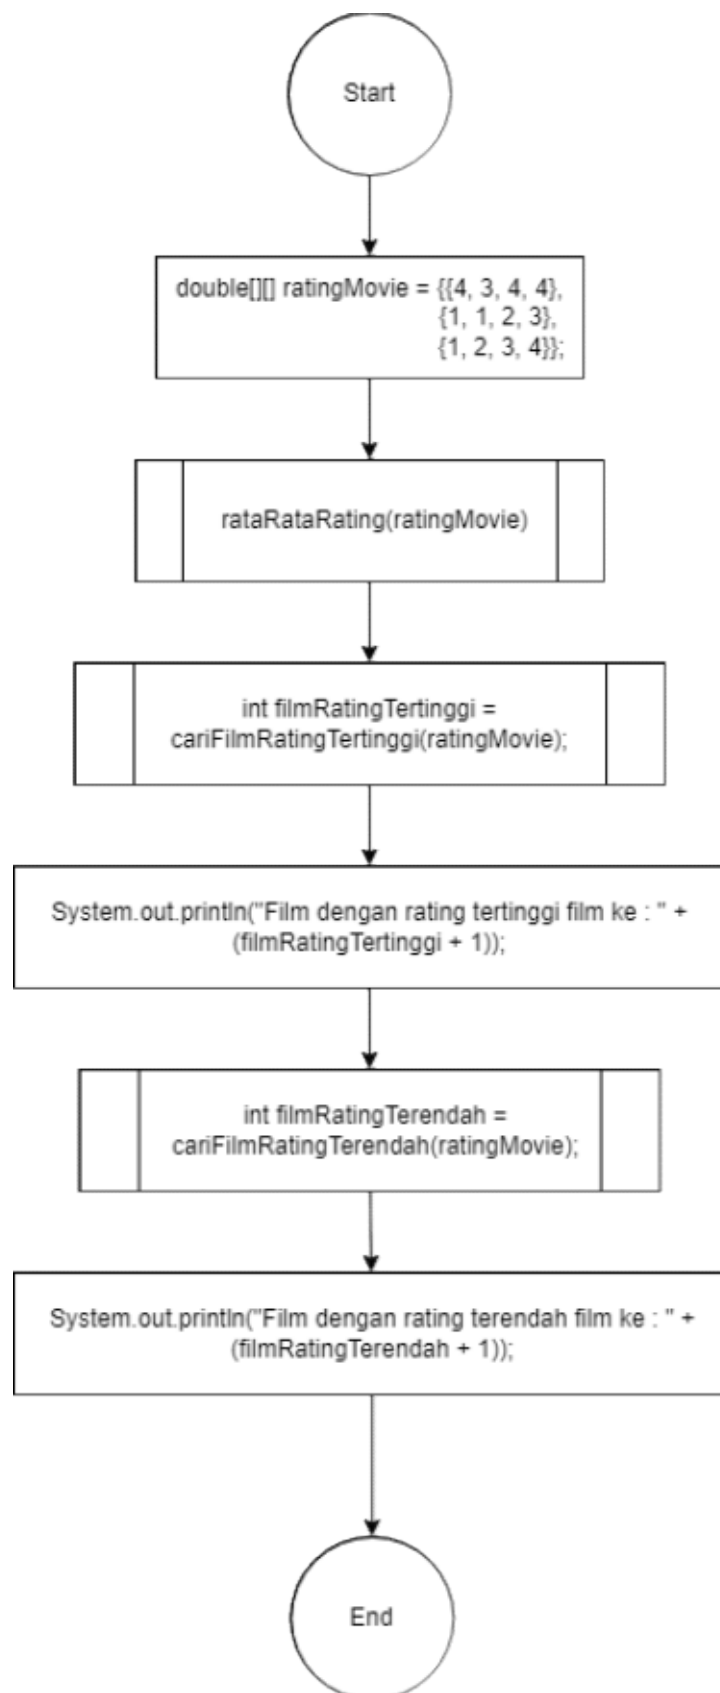 Start
double[][] ratingMovie = {{4, 3, 4, 4},
{1, 1, 2, 3},
{1, 2, 3, 4}};
rataRataRating(ratingMovie)
int filmRatingTertinggi =
cariFilmRatingTertinggi(ratingMovie);
System.out.println("Film dengan rating tertinggi film ke : " +
(filmRatingTertinggi + 1));
int filmRatingTerendah =
cariFilmRatingTerendah(ratingMovie);
System.out.println("Film dengan rating terendah film ke : " +
(filmRatingTerendah + 1));
End